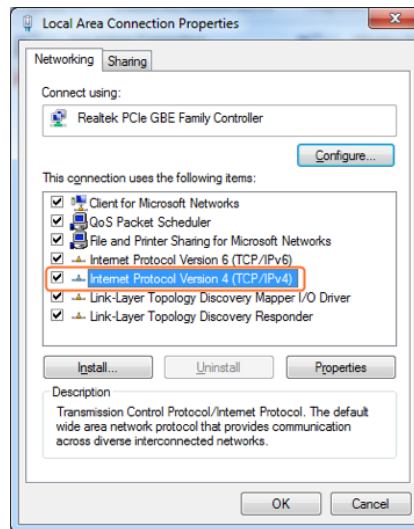 Local Area Connection Properties
Networking
Sharing
Connect using:
Realtek PCIe GBE Family Controller
Configure...
This connection uses the following items:
Client for Microsoft Networks
QoS Packet Scheduler
File and Printer Sharing for Microsoft Networks
Internet Protocol Version 6 (TCP/IPv6)
Internet Protocol Version 4 (TCP/IPv4)
Link-Layer Topology Discovery Mapper I/O Driver
Link-Layer Topology Discovery Responder
Install...
Uninstall
Properties
Description
Transmission Control Protocol/Internet Protocol. The default
wide area network protocol that provides communication
across diverse interconnected networks.
OK
Cancel